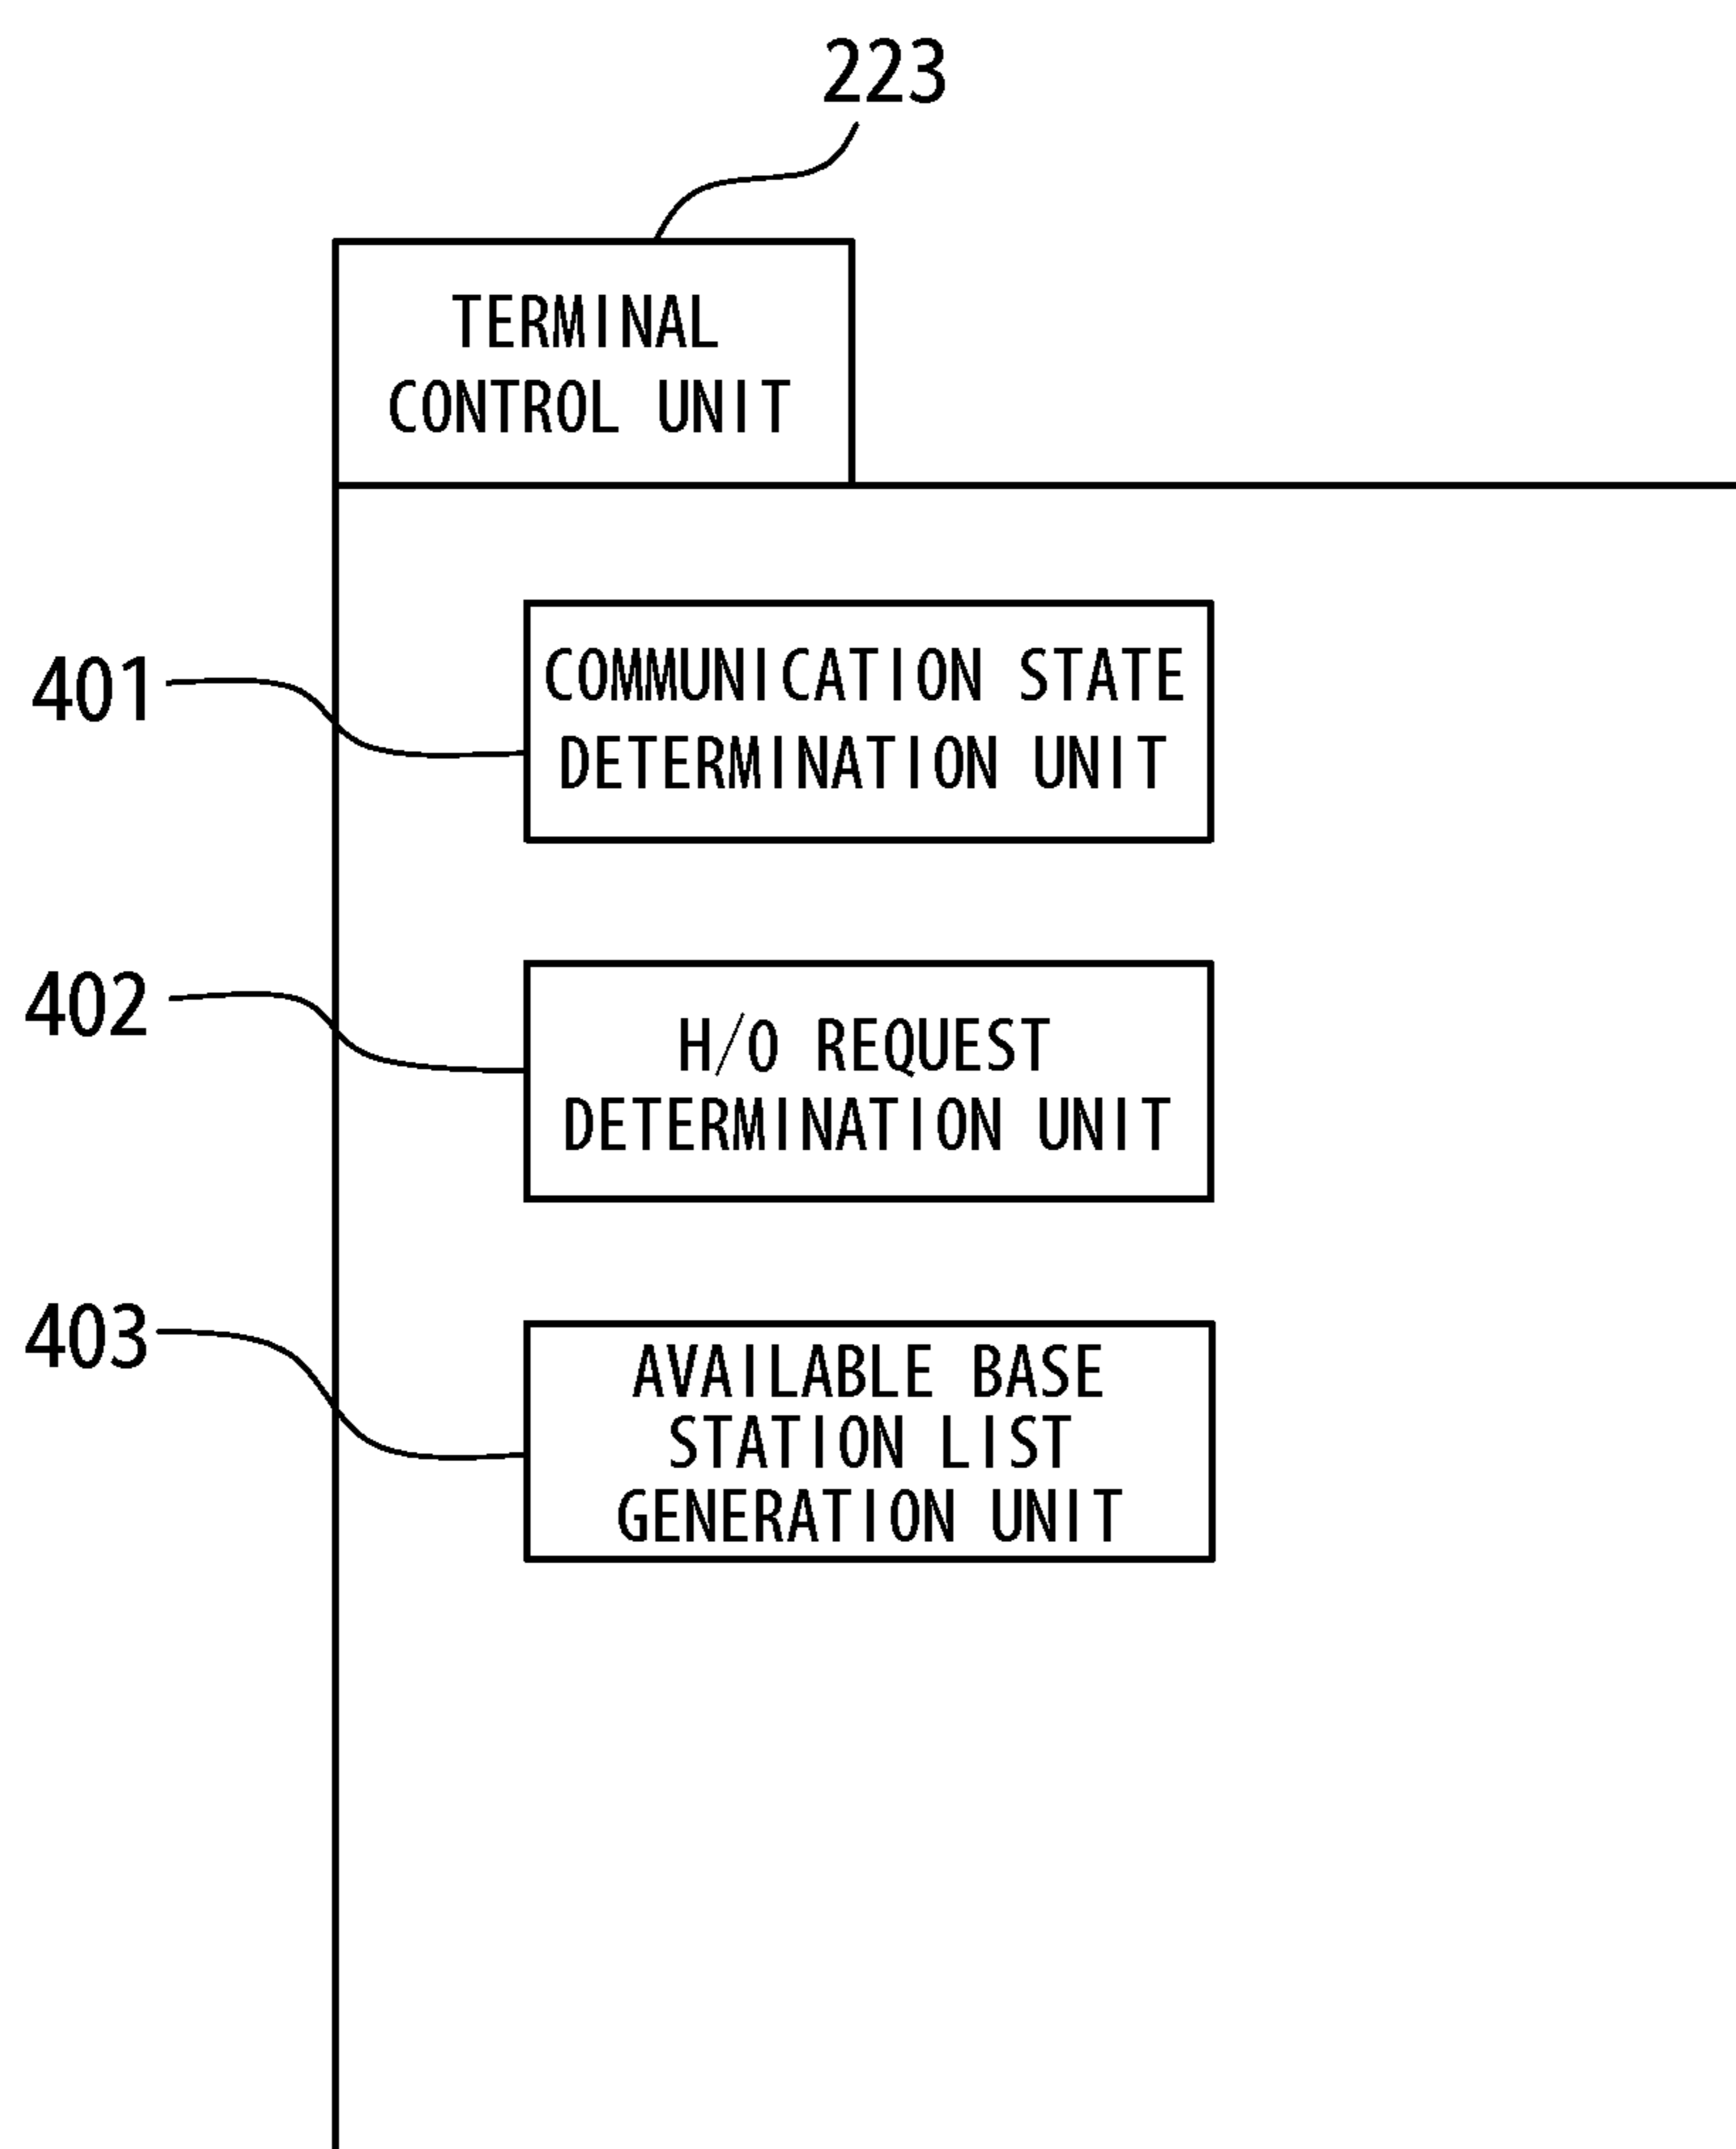 223
TERMINAL
CONTROL UNIT
401
COMMUNICATION STATE
DETERMINATION UNIT
402
H/O REQUEST
DETERMINATION UNIT
403
AVAILABLE BASE
STATION LIST
GENERATION UNIT